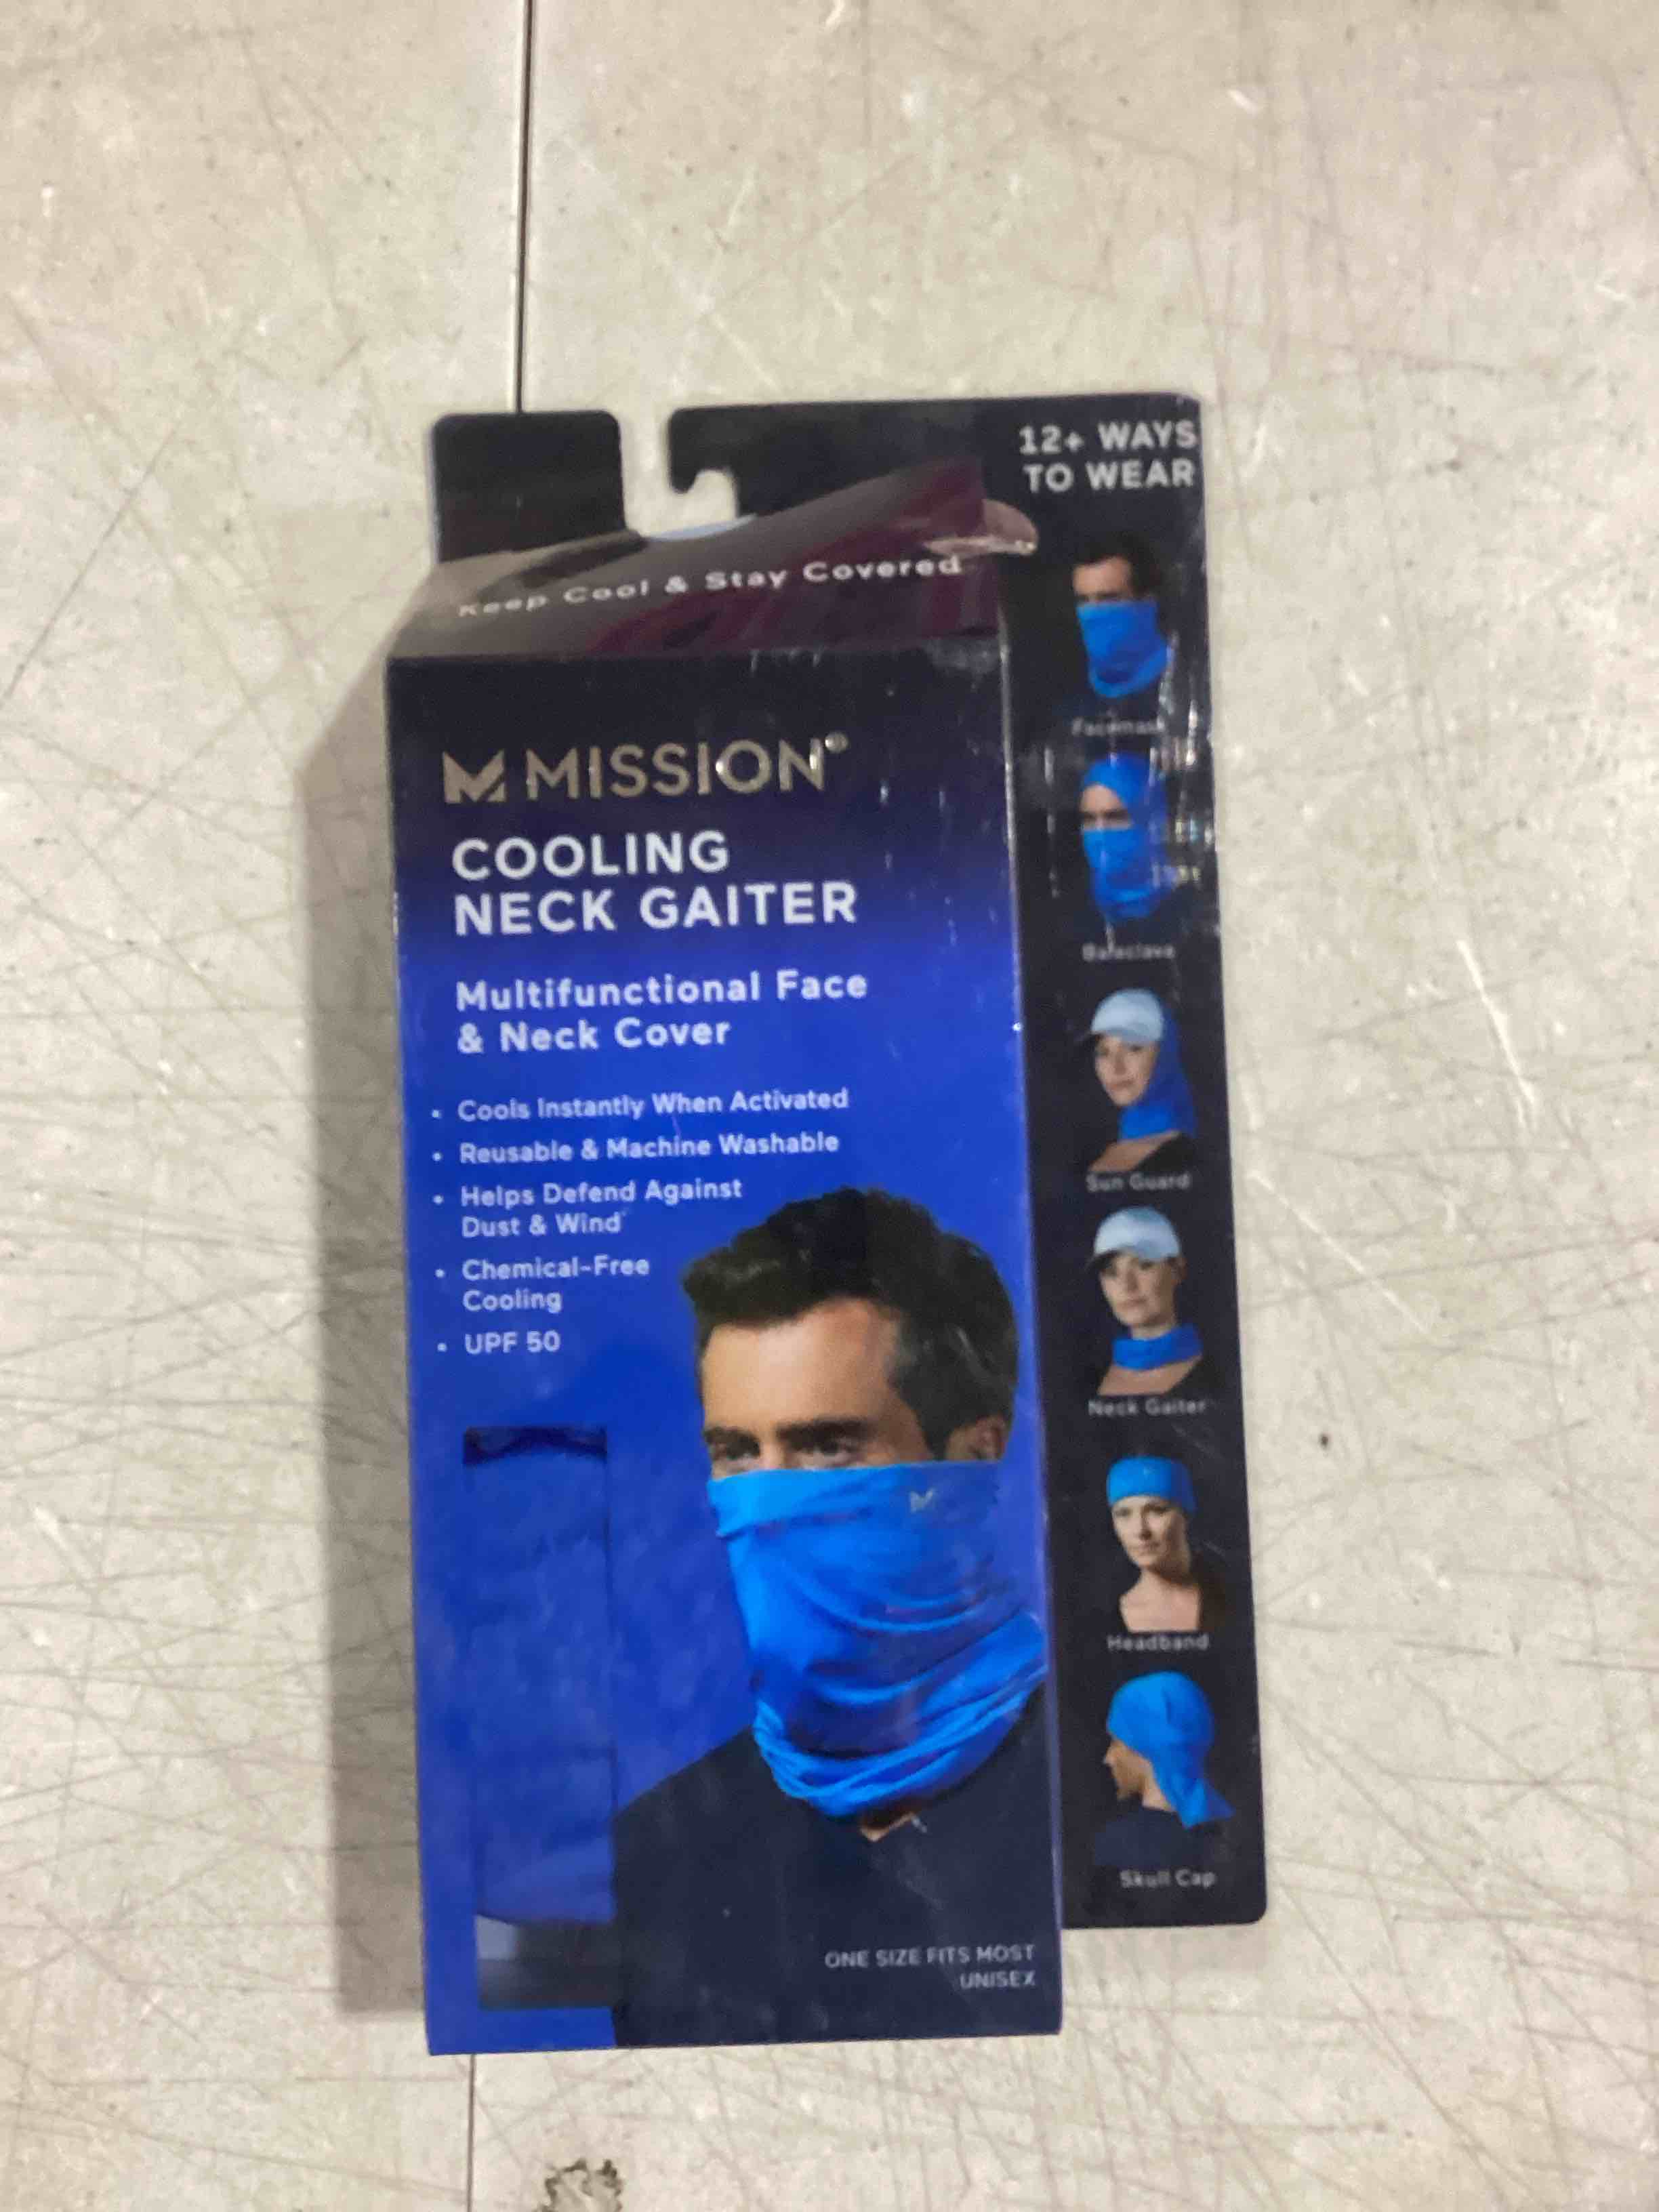 12+ WAYS
TO WEAR
Keep Cool & Stay Covered
MISSION®
COOLING
NECK GAITER
Multifunctional Face
& Neck Cover
• Cools Instantly When Activated
• Reusable & Machine Washable
• Helps Defend Against
Dust & Wind
• Chemical-Free
Cooling
• UPF 50
ONE SIZE FITS MOST
UNISEX
Facemask
Balaclava
Sun Guard
Neck Gaiter
Headband
Skull Cap